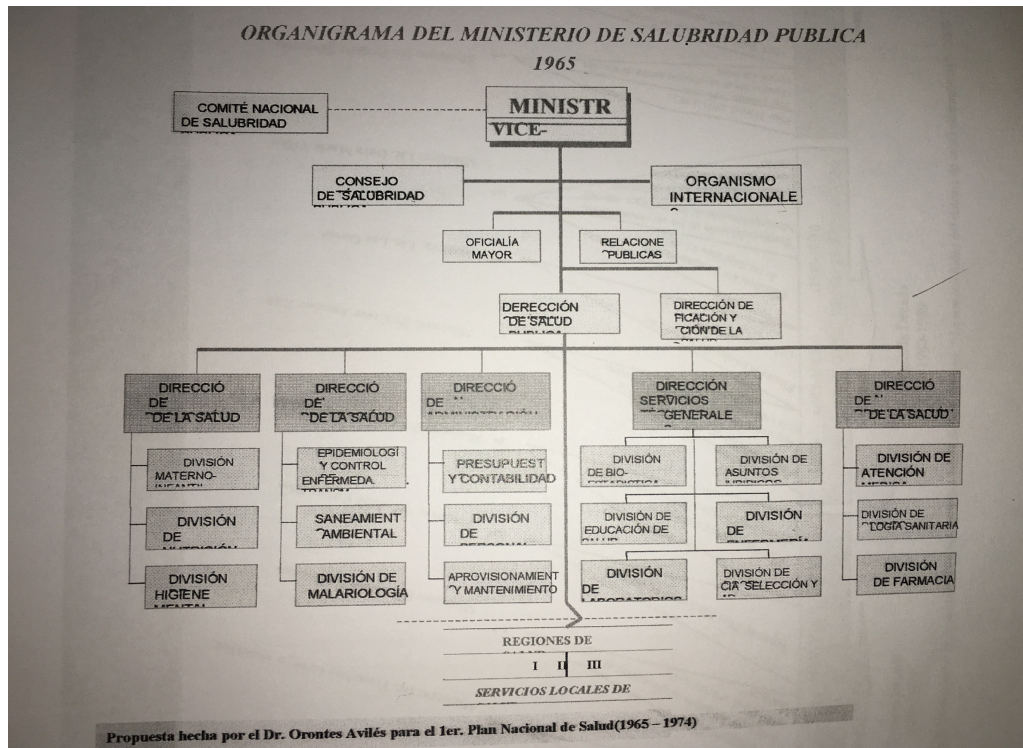 ORGANIGRAMA DEL MINISTERIO DE SALUBRIDAD PUBLICA
1965
COMITÉ NACIONAL
DE SALUBRIDAD
MINISTR
VICE-
CONSEJO
DE SALUBRIDAD
ORGANISMO
INTERNACIONALE
OFICIALÍA
MAYOR
RELACIONE
PUBLICAS
DERECCIÓN
DE SALUD
DIRECCIÓN DE
FICACIÓN Y
CIÓN DE LA
DIRECCIÓ
DE
DE LA SALUD
DIRECCIÓ
DE
DE LA SALUD
DIRECCIÓ
DE
DIRECCIÓN
SERVICIOS
GENERALE
DIRECCIÓ
DE
DE LA SALUD
DIVISIÓN
MATERNO-
DIVISIÓN
DE
DIVISIÓN
HIGIENE
EPIDEMIOLOGI
Y CONTROL
ENFERMEDA.
SANEAMIENT
AMBIENTAL
DIVISIÓN DE
MALARIOLOGÍA
PRESUPUEST
Y CONTABILIDAD
DIVISIÓN
DE
APROVISIONAMIENT
Y MANTENIMIENTO
DIVISIÓN
DE BIO-
DIVISIÓN DE
ASUNTOS
DIVISIÓN DE
EDUCACIÓN DE
DIVISIÓN
DE
DIVISIÓN
DE
DIVISIÓN DE
CIA SELECCIÓN Y
DIVISIÓN DE
ATENCIÓN
DIVISIÓN DE
LOGÍA SANITARIA
DIVISIÓN
DE FARMACIA
REGIONES DE
I II III
SERVICIOS LOCALES DE
Propuesta hecha por el Dr. Orontes Avilés para el 1er. Plan Nacional de Salud(1965 – 1974)